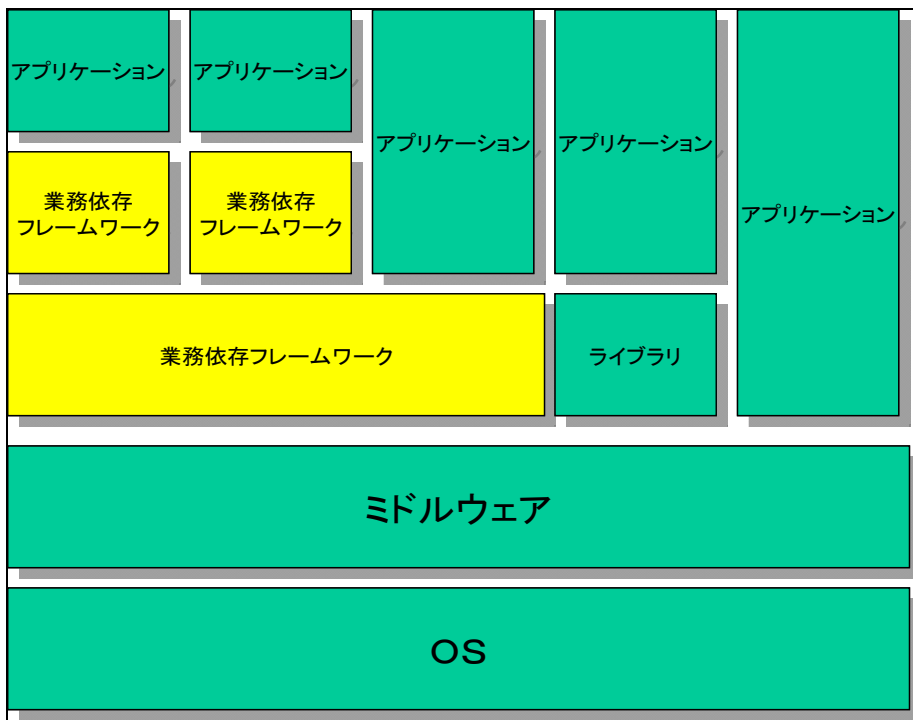 アプリケーション
アプリケーション
アプリケーション
アプリケーション
アプリケーション
業務依存
フレームワーク
業務依存
フレームワーク
業務依存フレームワーク
ライブラリ
ミドルウェア
OS